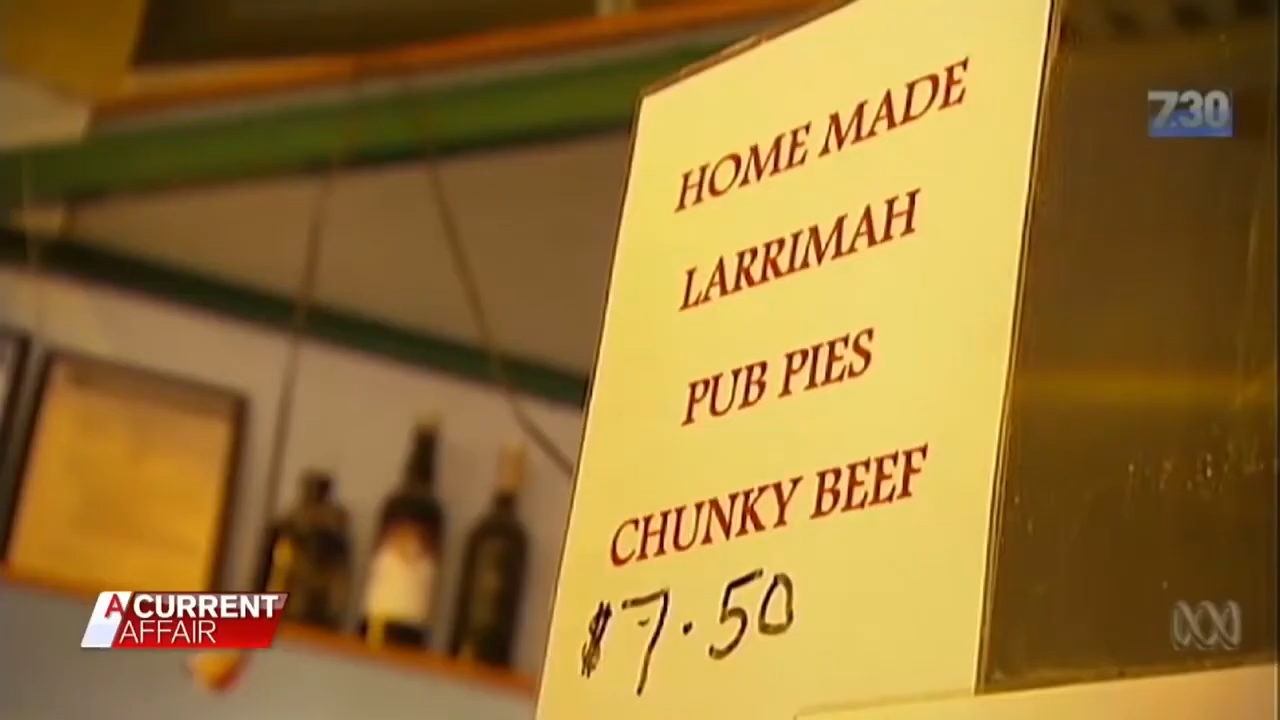 HOME MADE
LARRIMAH
PUB PIES
CHUNKY BEEF
$7.50
7.30
A CURRENT
AFFAIR